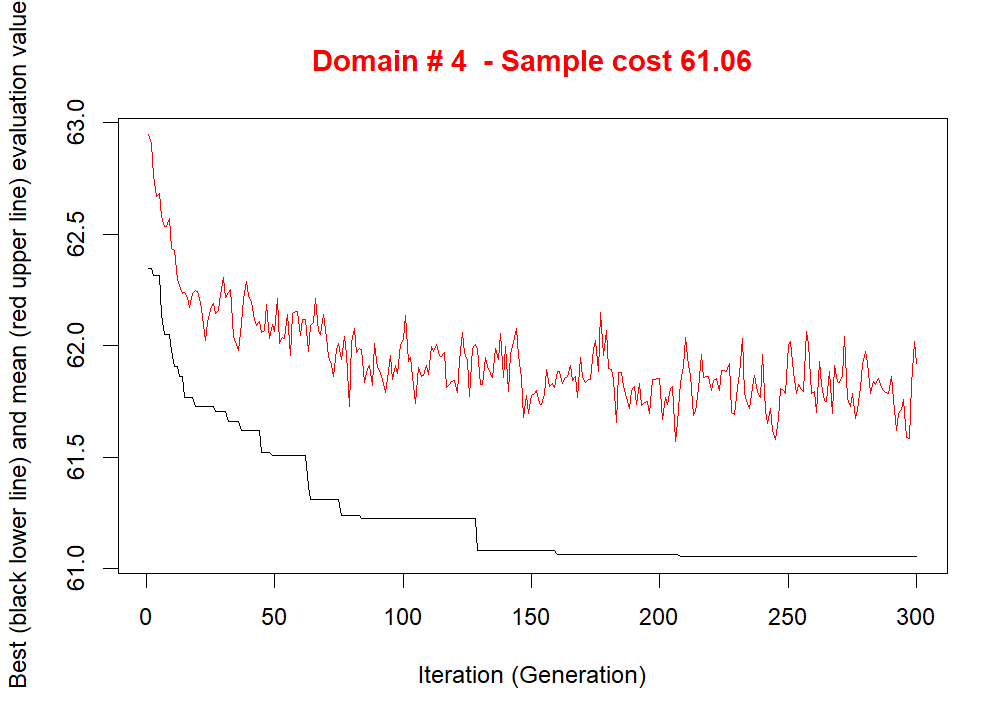 Domain # 4  - Sample cost 61.06
Best (black lower line) and mean (red upper line) evaluation value
63.0
62.5
62.0
61.5
61.0
0 50 100 150 200 250 300
Iteration (Generation)